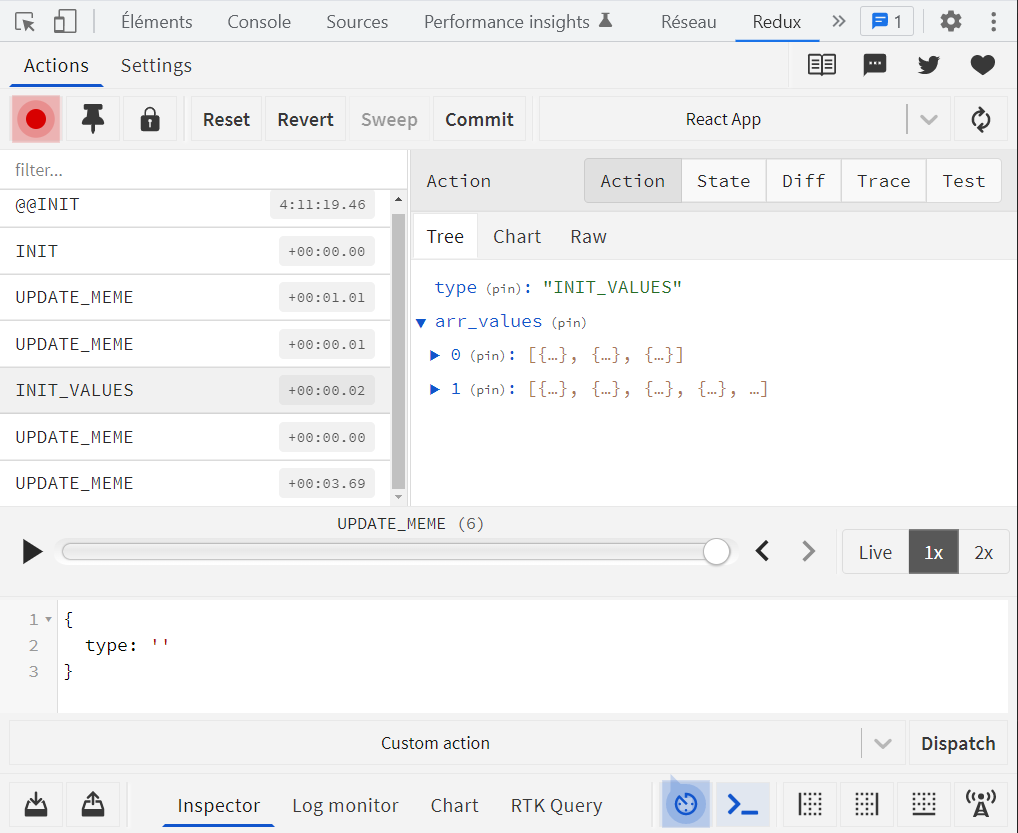 Éléments Console Sources Performance insights Réseau Redux » 1
Actions Settings
Reset Revert Sweep Commit React App
filter...
Action Action State Diff Trace Test
@@INIT 4:11:19.46
Tree Chart Raw
INIT +00:00.00
type (pin): "INIT_VALUES"
UPDATE_MEME +00:01.01
arr_values (pin)
UPDATE_MEME +00:00.01
0 (pin): [{…}, {…}, {…}]
INIT_VALUES +00:00.02
1 (pin): [{…}, {…}, {…}, {…}, …]
UPDATE_MEME +00:00.00
UPDATE_MEME +00:03.69
UPDATE_MEME (6)
Live 1x 2x
1 {
2 type: ''
3 }
Custom action Dispatch
Inspector Log monitor Chart RTK Query